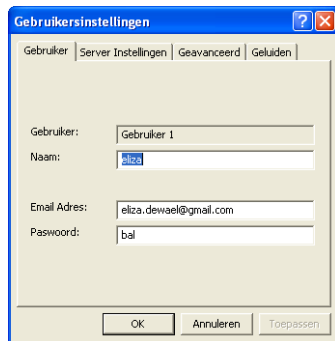 Gebruikersinstellingen
Gebruiker Server Instellingen Geavanceerd Geluiden
Gebruiker: Gebruiker 1
Naam: eliza
Email Adres: eliza.dewael@gmail.com
Paswoord: bal
OK Annuleren Toepassen